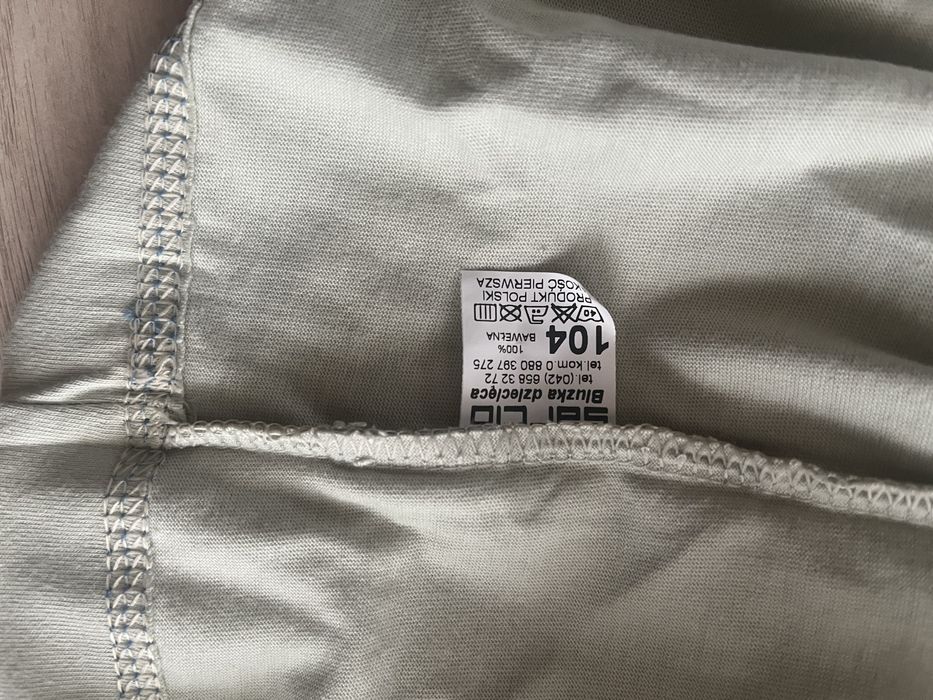 Bluzka dziecięca
tel. (042) 658 32 72
tel.kom.0 880 397 275
104 100% BAWEŁNA
40
PRODUKT POLSKI
KOŚĆ PIERWSZA